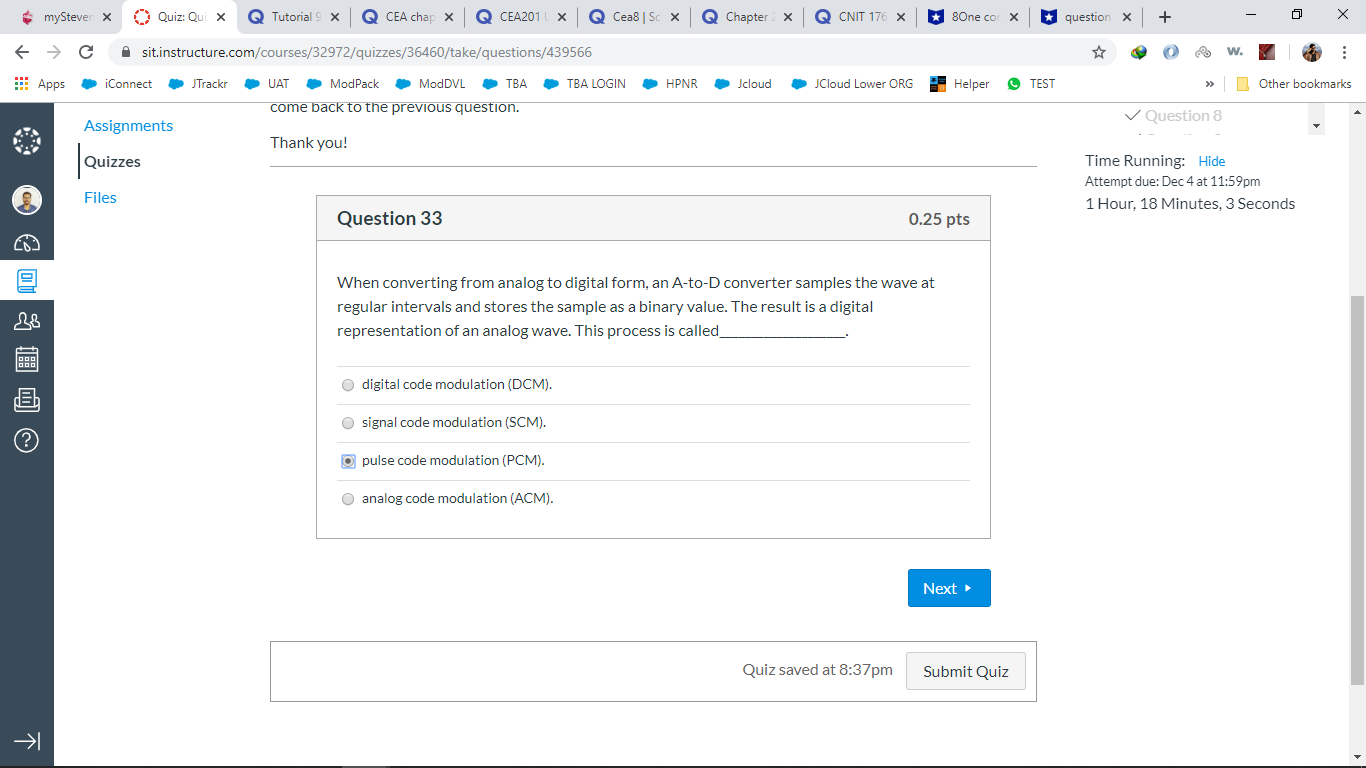 mySteven
Quiz: Qui
Tutorial 9
CEA chap
CEA201 U
Cea8 | Sc
Chapter 2
CNIT 176
8One cor
question
sit.instructure.com/courses/32972/quizzes/36460/take/questions/439566
w.
Apps
iConnect
JTrackr
UAT
ModPack
ModDVL
TBA
TBA LOGIN
HPNR
Jcloud
JCloud Lower ORG
Helper
TEST
»
Other bookmarks
Assignments
Quizzes
Files
come back to the previous question.
Thank you!
Question 8
Time Running: Hide
Attempt due: Dec 4 at 11:59pm
1 Hour, 18 Minutes, 3 Seconds
Question 33
0.25 pts
When converting from analog to digital form, an A-to-D converter samples the wave at
regular intervals and stores the sample as a binary value. The result is a digital
representation of an analog wave. This process is called____________________.
digital code modulation (DCM).
signal code modulation (SCM).
pulse code modulation (PCM).
analog code modulation (ACM).
Next
Quiz saved at 8:37pm
Submit Quiz